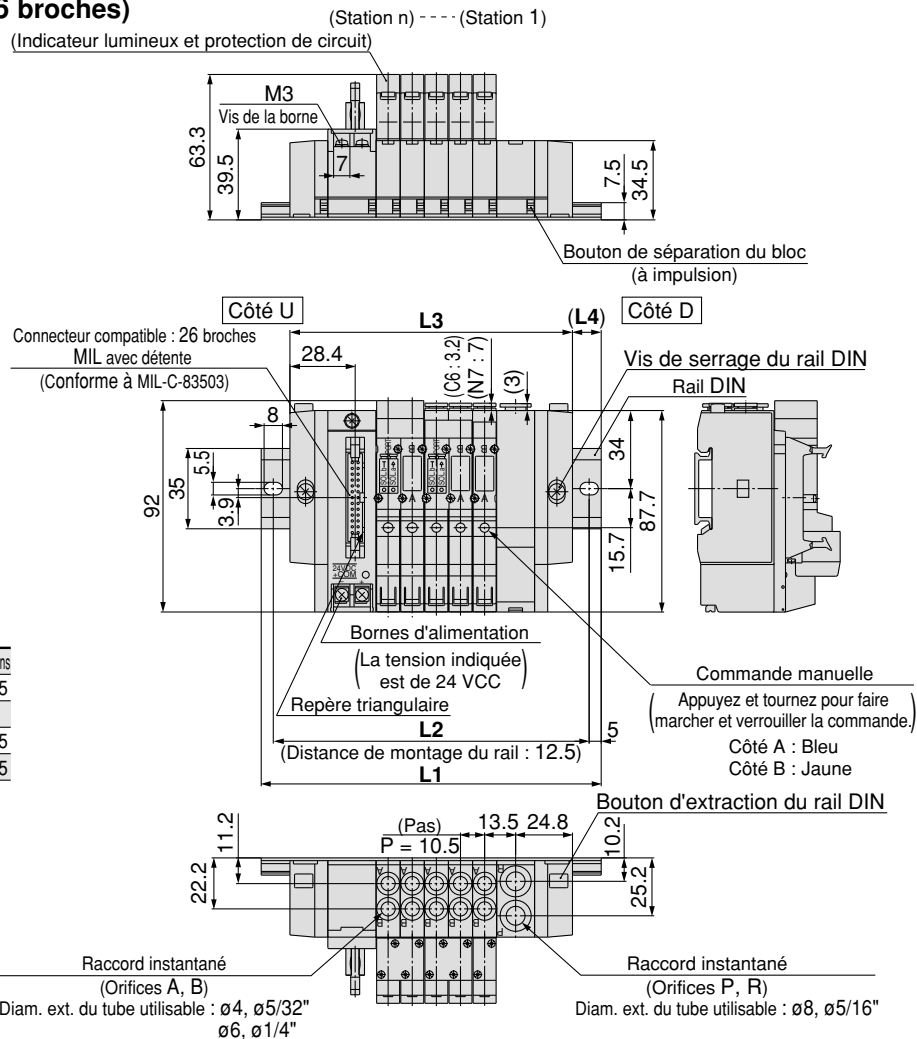 6 broches)
(Station n) ---- (Station 1)
(Indicateur lumineux et protection de circuit)
M3
Vis de la borne
7
63.3
39.5
7.5
34.5
Bouton de séparation du bloc
(à impulsion)
Côté U
L3
(L4)
Côté D
Connecteur compatible : 26 broches
MIL avec détente
(Conforme à MIL-C-83503)
28.4
(C6 : 3.2)
(N7 : 7)
(3)
Vis de serrage du rail DIN
Rail DIN
8
5.5
35
92
3.9
34
15.7
87.7
24VDC
+COM
Bornes d'alimentation
(La tension indiquée
est de 24 VCC)
Repère triangulaire
Commande manuelle
(Appuyez et tournez pour faire
marcher et verrouiller la commande.)
Côté A : Bleu
Côté B : Jaune
ns
5
5
5
L2
5
(Distance de montage du rail : 12.5)
L1
Bouton d'extraction du rail DIN
11.2
22.2
(Pas)
P = 10.5
13.5
24.8
10.2
25.2
Raccord instantané
(Orifices A, B)
Diam. ext. du tube utilisable : ø4, ø5/32"
ø6, ø1/4"
Raccord instantané
(Orifices P, R)
Diam. ext. du tube utilisable : ø8, ø5/16"